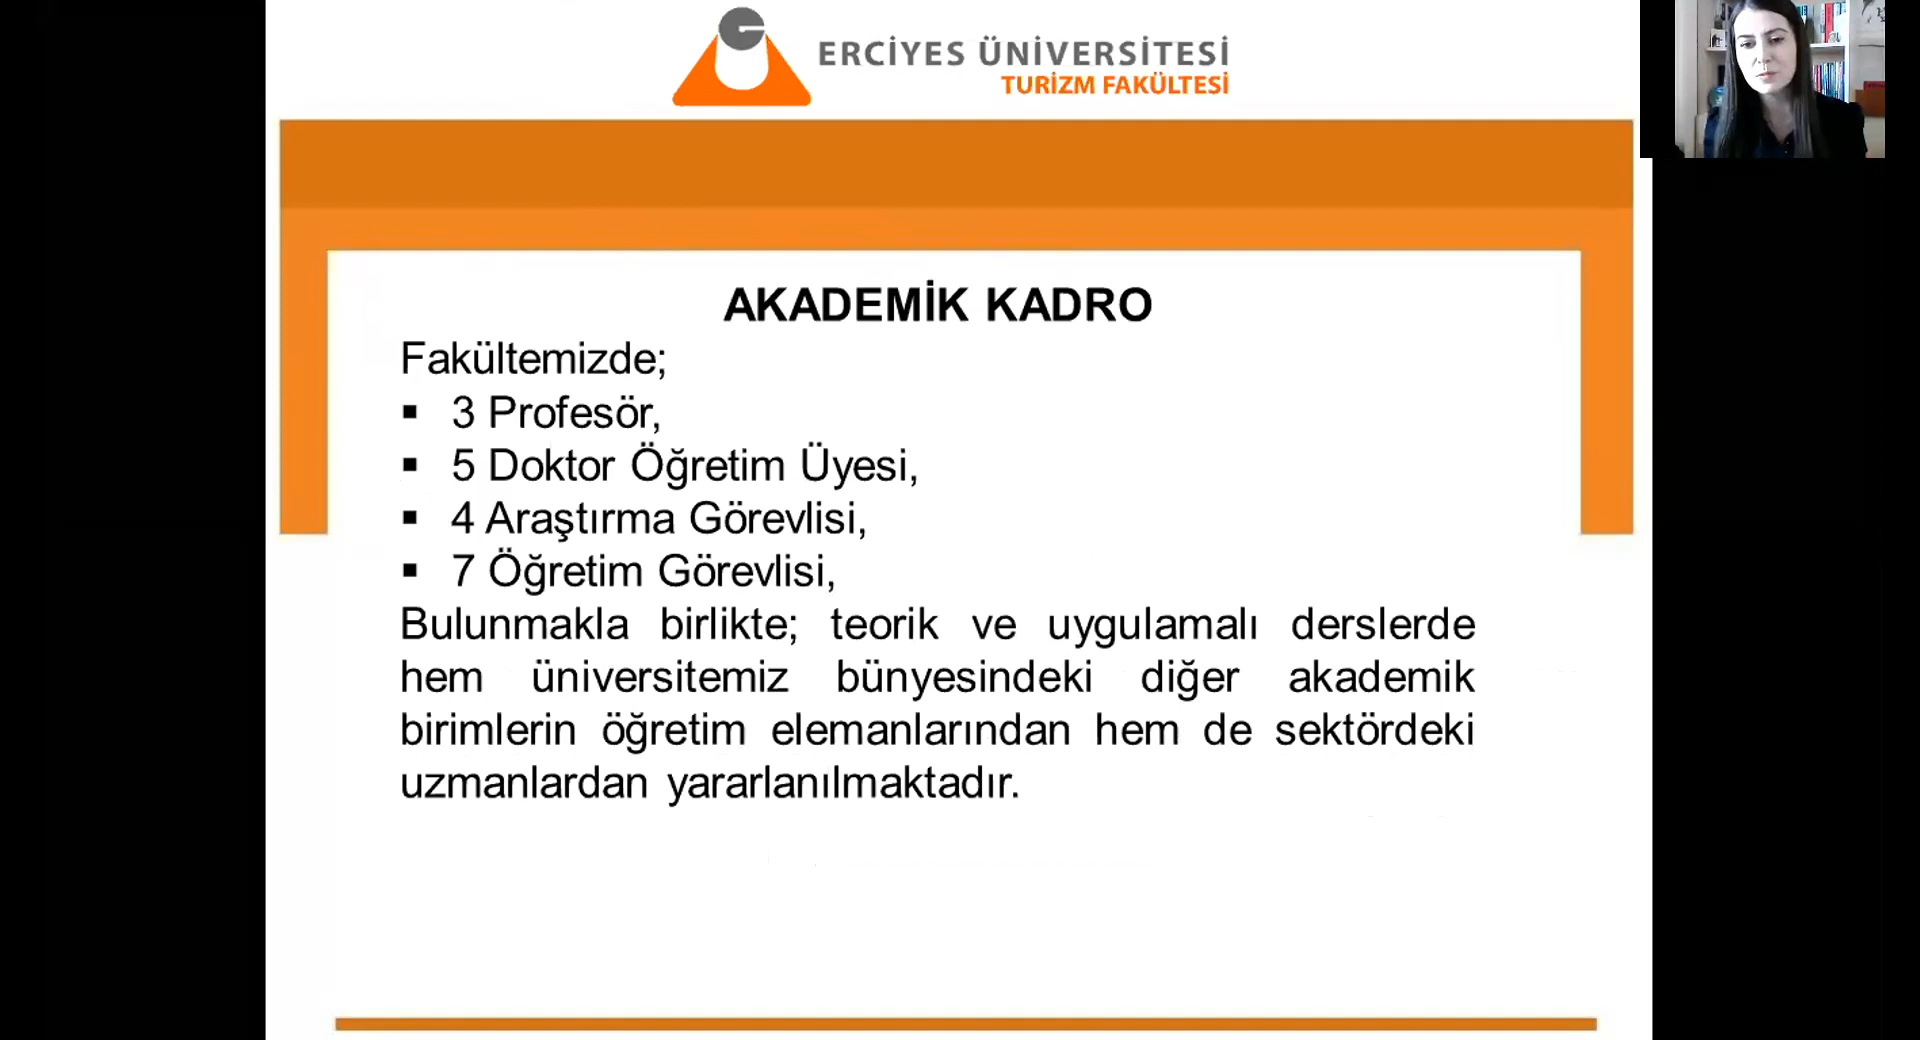 ERCİYES ÜNİVERSİTESİ
TURİZM FAKÜLTESİ
AKADEMİK KADRO
Fakültemizde;
▪ 3 Profesör,
▪ 5 Doktor Öğretim Üyesi,
▪ 4 Araştırma Görevlisi,
▪ 7 Öğretim Görevlisi,
Bulunmakla birlikte; teorik ve uygulamalı derslerde
hem üniversitemiz bünyesindeki diğer akademik
birimlerin öğretim elemanlarından hem de sektördeki
uzmanlardan yararlanılmaktadır.